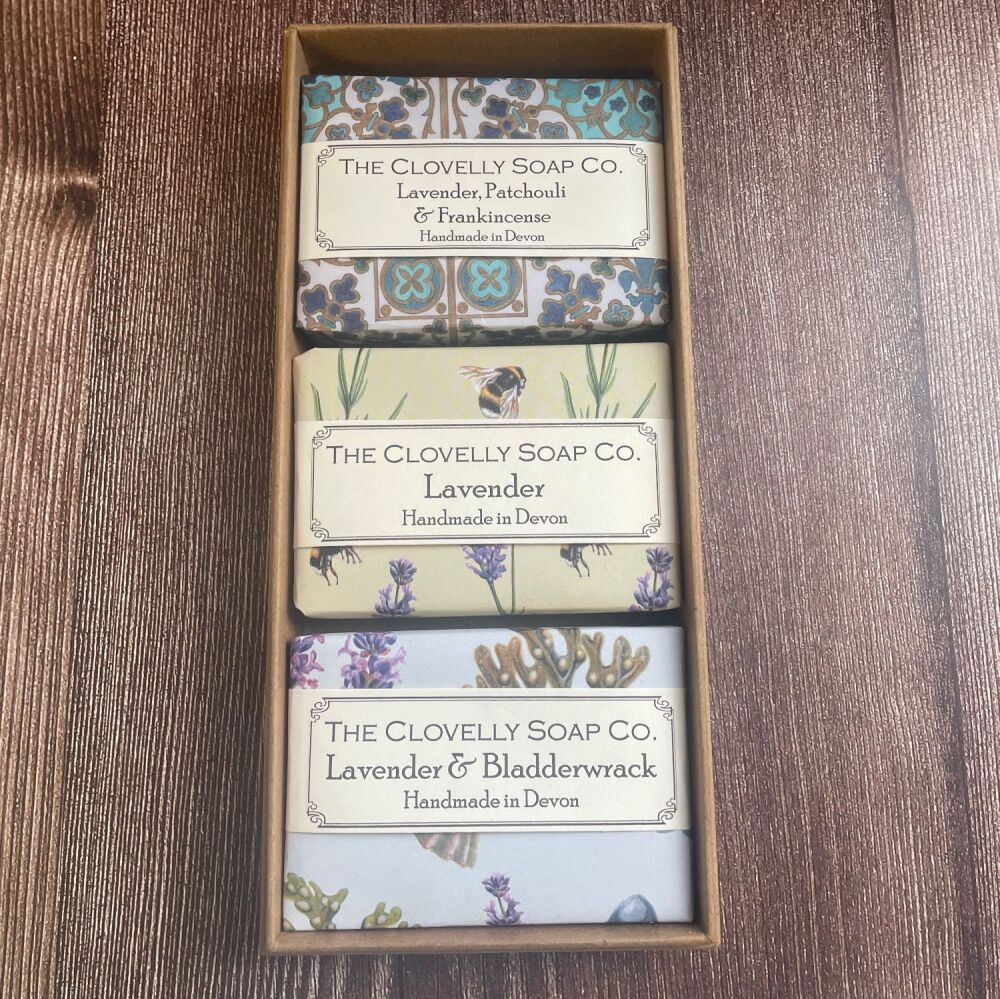 THE CLOVELLY SOAP CO.
Lavender, Patchouli
& Frankincense
Handmade in Devon
THE CLOVELLY SOAP CO.
Lavender
Handmade in Devon
THE CLOVELLY SOAP CO.
Lavender & Bladderwrack
Handmade in Devon